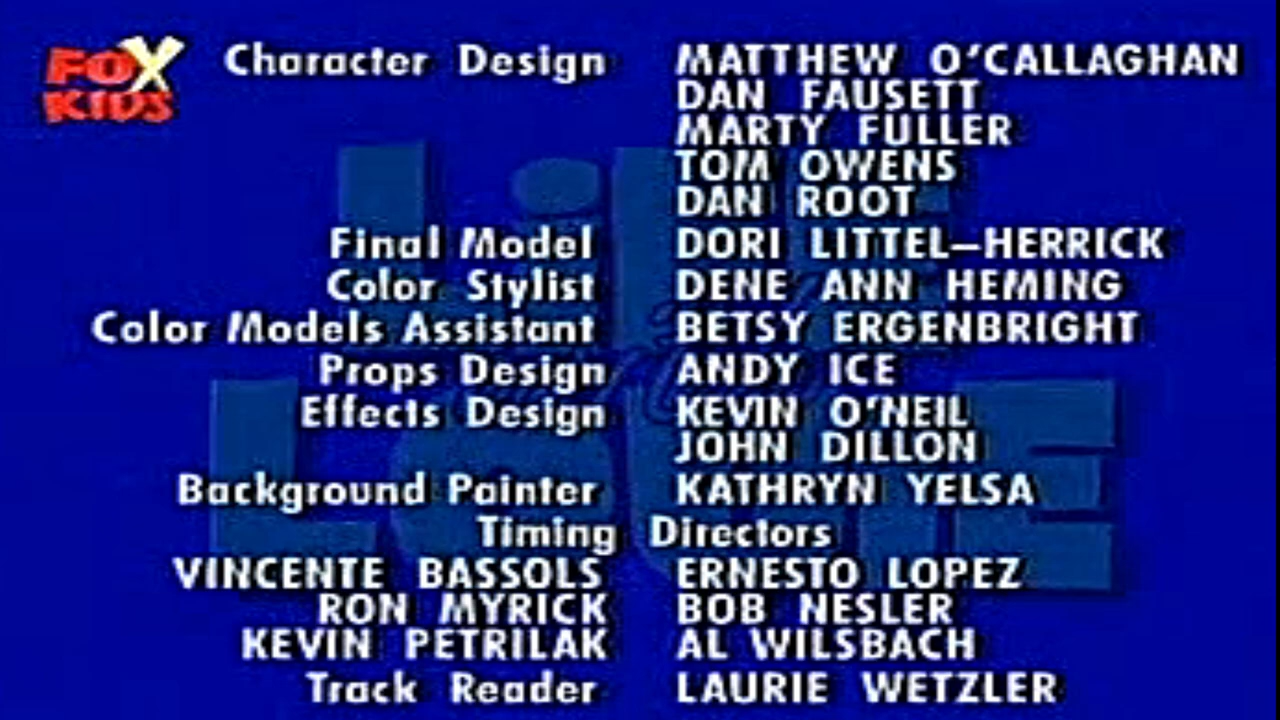 FOX
KIDS
Character Design MATTHEW O'CALLAGHAN
DAN FAUSETT
MARTY FULLER
TOM OWENS
DAN ROOT
Final Model DORI LITTEL-HERRICK
Color Stylist DENE ANN HEMING
Color Models Assistant BETSY ERGENBRIGHT
Props Design ANDY ICE
Effects Design KEVIN O'NEIL
JOHN DILLON
Background Painter KATHRYN YELSA
Timing Directors
VINCENTE BASSOLS ERNESTO LOPEZ
RON MYRICK BOB NESLER
KEVIN PETRILAK AL WILSBACH
Track Reader LAURIE WETZLER